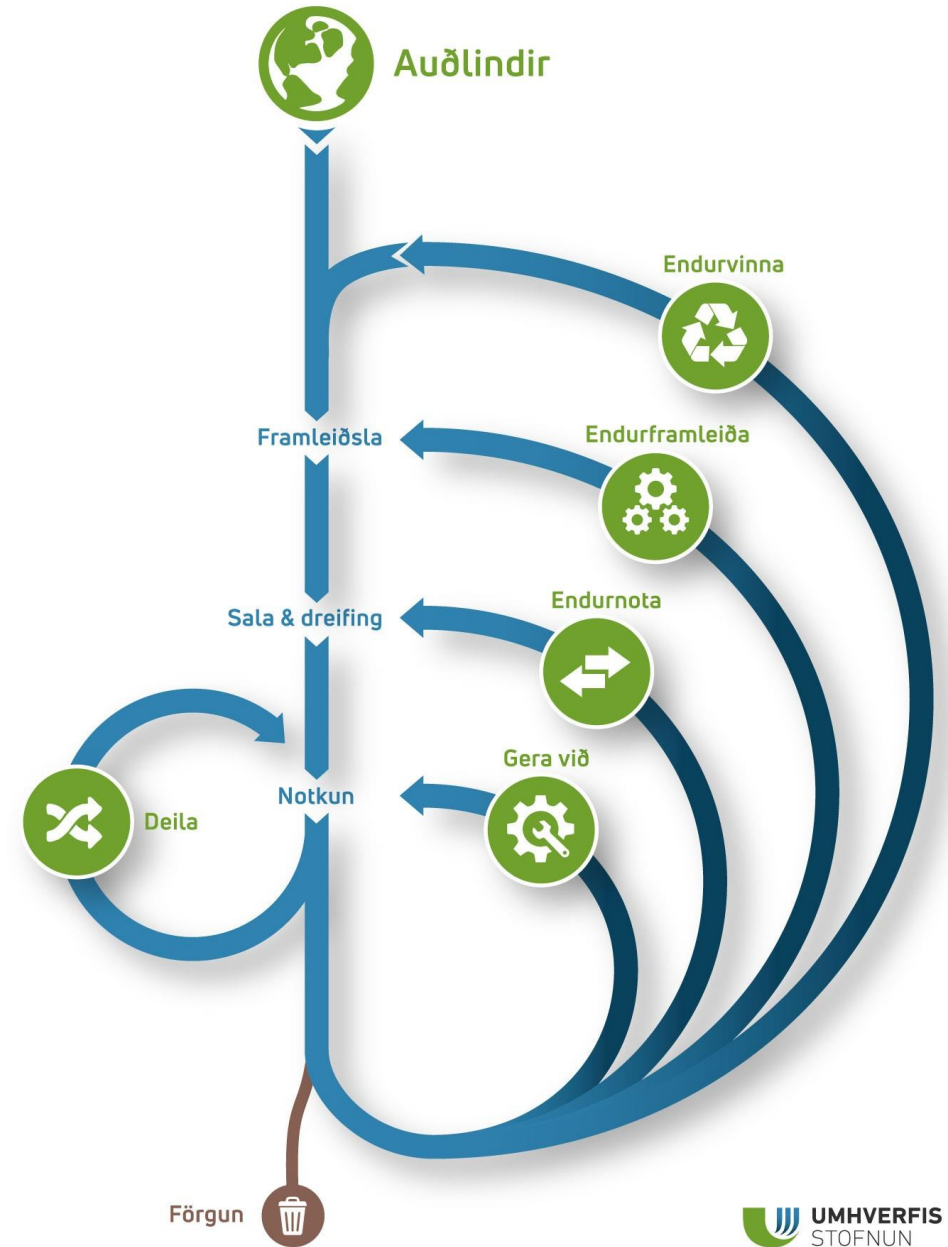 Auðlindir
Endurvinna
Framleiðsla
Endurframleiða
Sala & dreifing
Endurnota
Gera við
Notkun
Deila
Förgun
UMHVERFIS
STOFNUN